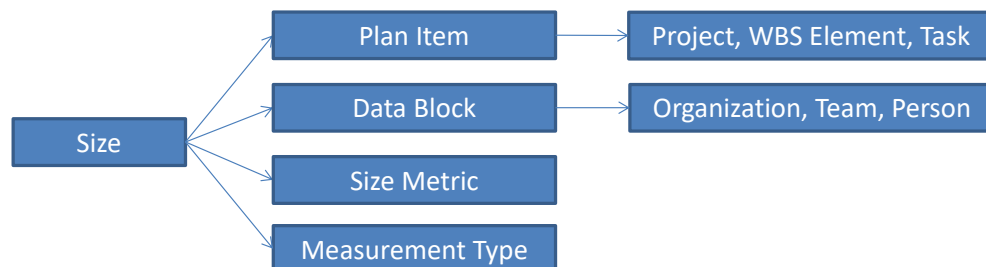 Plan Item
Project, WBS Element, Task
Data Block
Organization, Team, Person
Size
Size Metric
Measurement Type